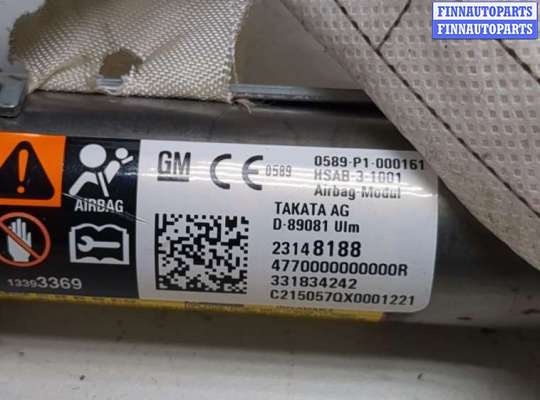 FINNAUTOPARTS
FINNAUTOPARTS
GM CE 0589
0589-P1-000161
HSAB-3-1001
Airbag-Modul
AIRBAG
TAKATA AG
D-89081 Ulm
23148188
4770000000000R
331834242
C215057QX0001221
13393369